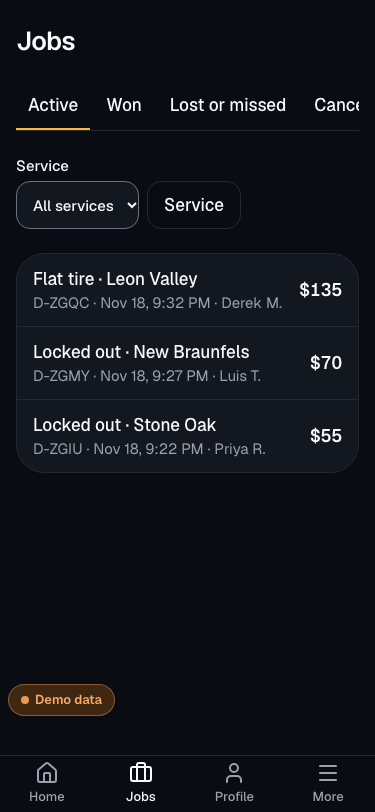 Jobs
Active Won Lost or missed Cance
Service
All services Service
Flat tire · Leon Valley
D-ZGQC · Nov 18, 9:32 PM · Derek M.
$135
Locked out · New Braunfels
D-ZGMY · Nov 18, 9:27 PM · Luis T.
$70
Locked out · Stone Oak
D-ZGIU · Nov 18, 9:22 PM · Priya R.
$55
Demo data
Home Jobs Profile More